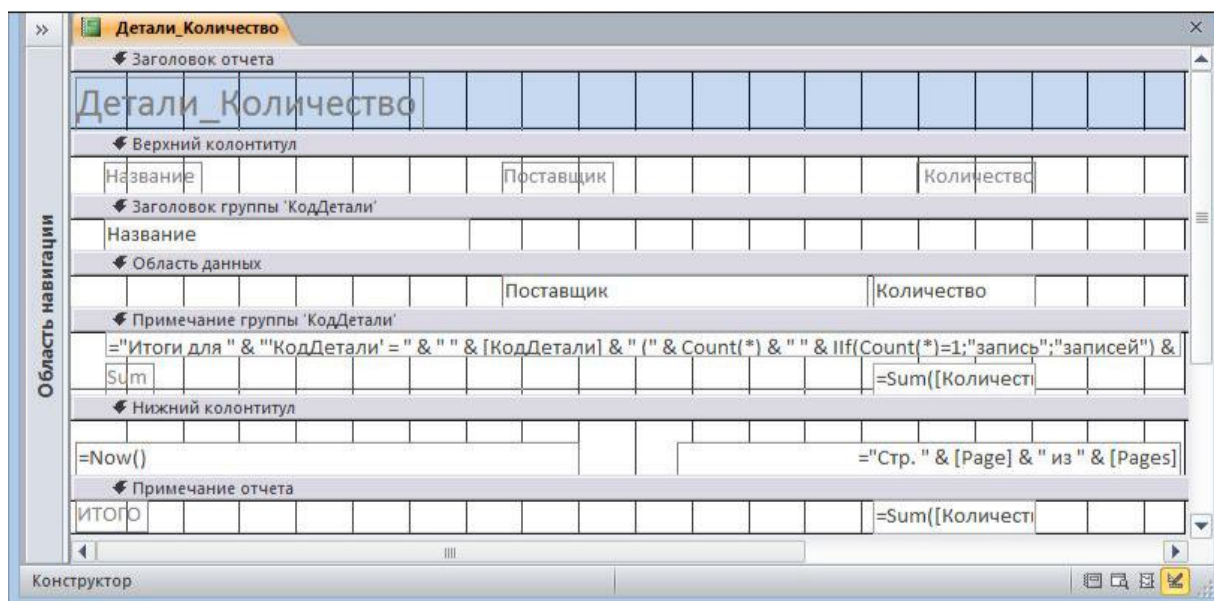 Детали_Количество
Заголовок отчета
Детали_Количество
Верхний колонтитул
Название Поставщик Количество
Заголовок группы 'КодДетали'
Название
Область данных
Поставщик Количество
Примечание группы 'КодДетали'
="Итоги для " & "'КодДетали' = " & " " & [КодДетали] & " (" & Count(*) & " " & IIf(Count(*)=1;"запись";"записей") &
Sum =Sum([Количест
Нижний колонтитул
=Now() ="Стр. " & [Page] & " из " & [Pages]
Примечание отчета
ИТОГО =Sum([Количест
Область навигации
Конструктор